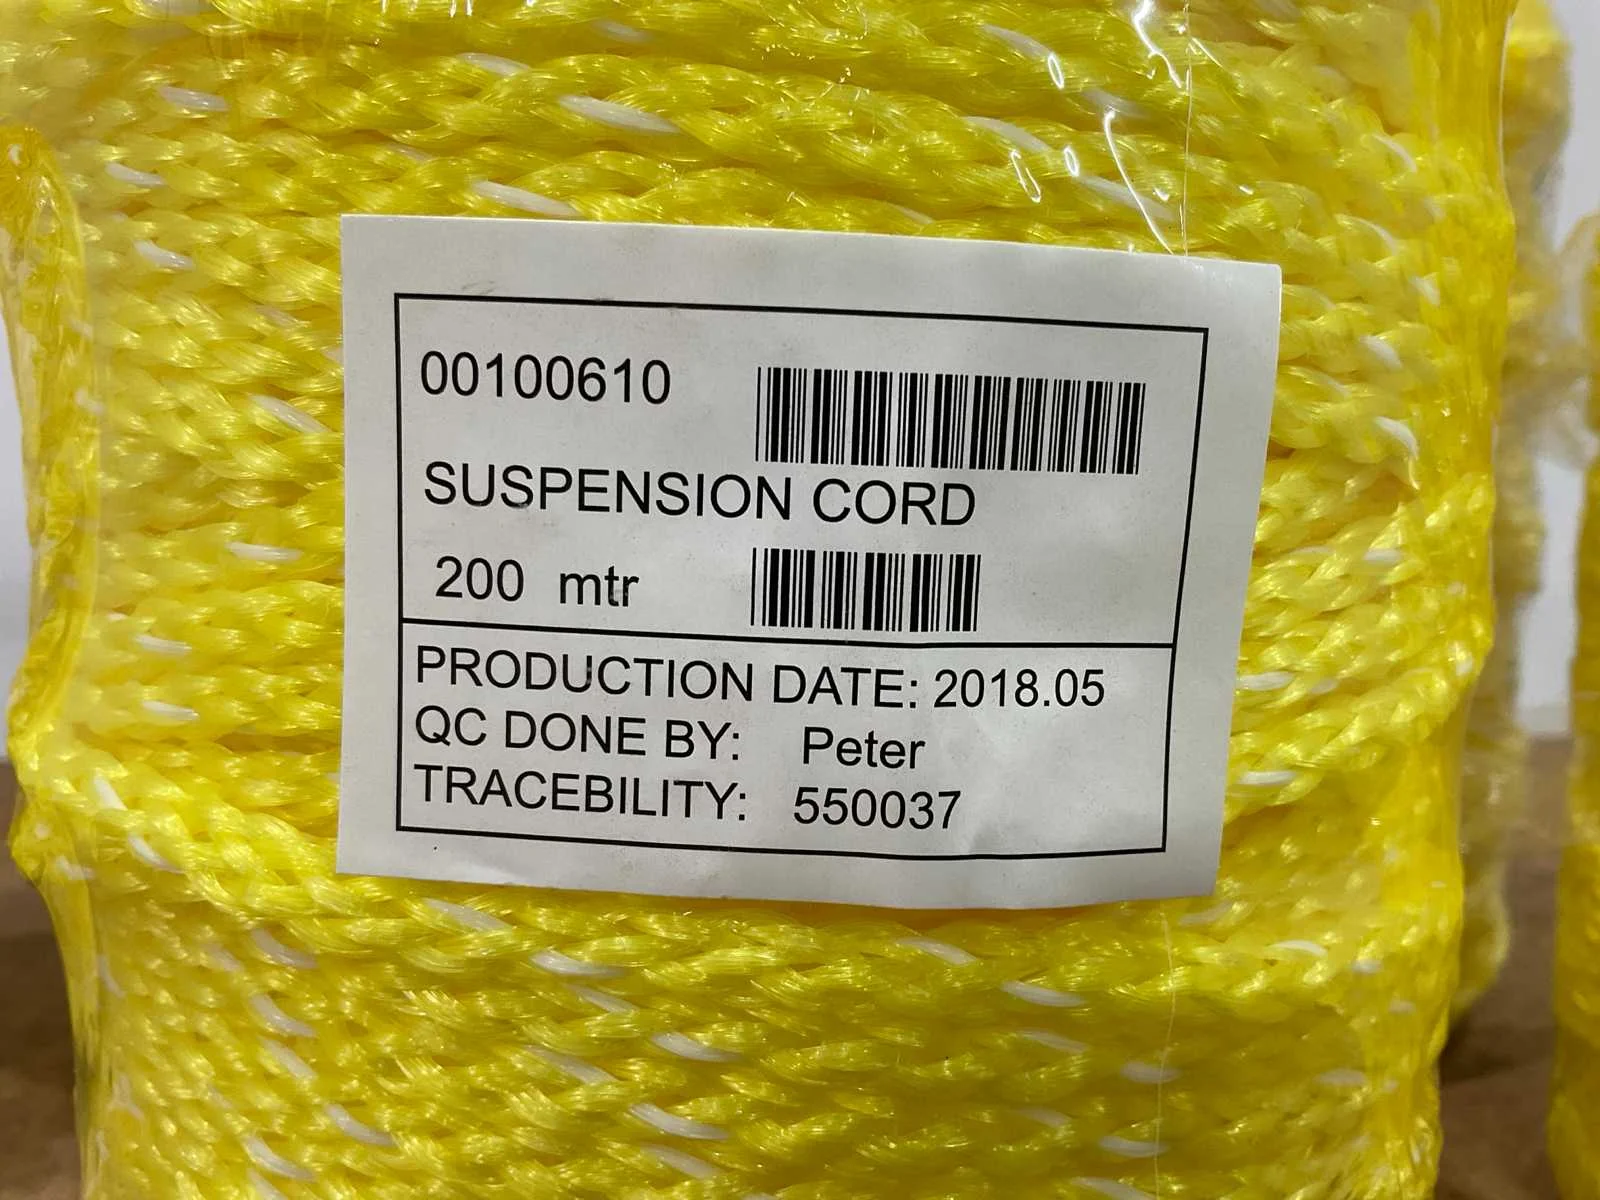 00100610
SUSPENSION CORD
200 mtr
PRODUCTION DATE: 2018.05
QC DONE BY: Peter
TRACEBILITY: 550037